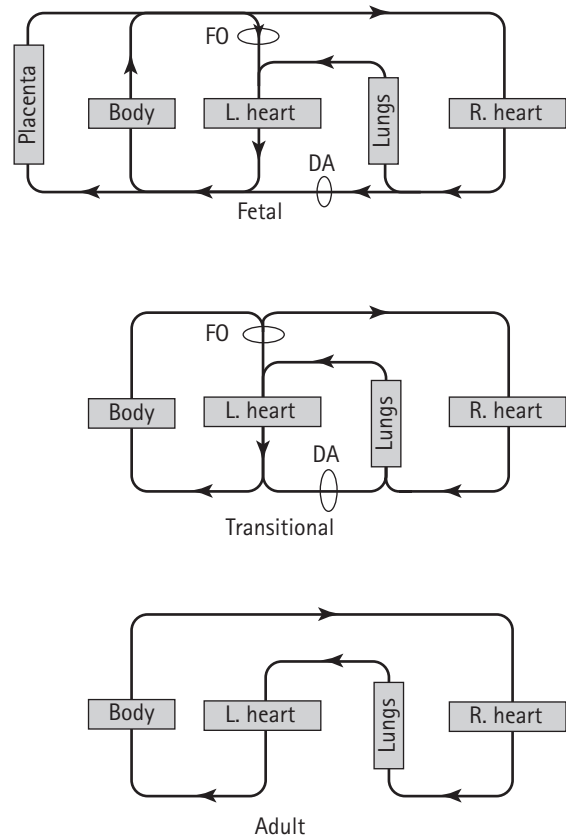 FO
Placenta
Body
L. heart
Lungs
R. heart
DA
Fetal
FO
Body
L. heart
Lungs
R. heart
DA
Transitional
Body
L. heart
Lungs
R. heart
Adult